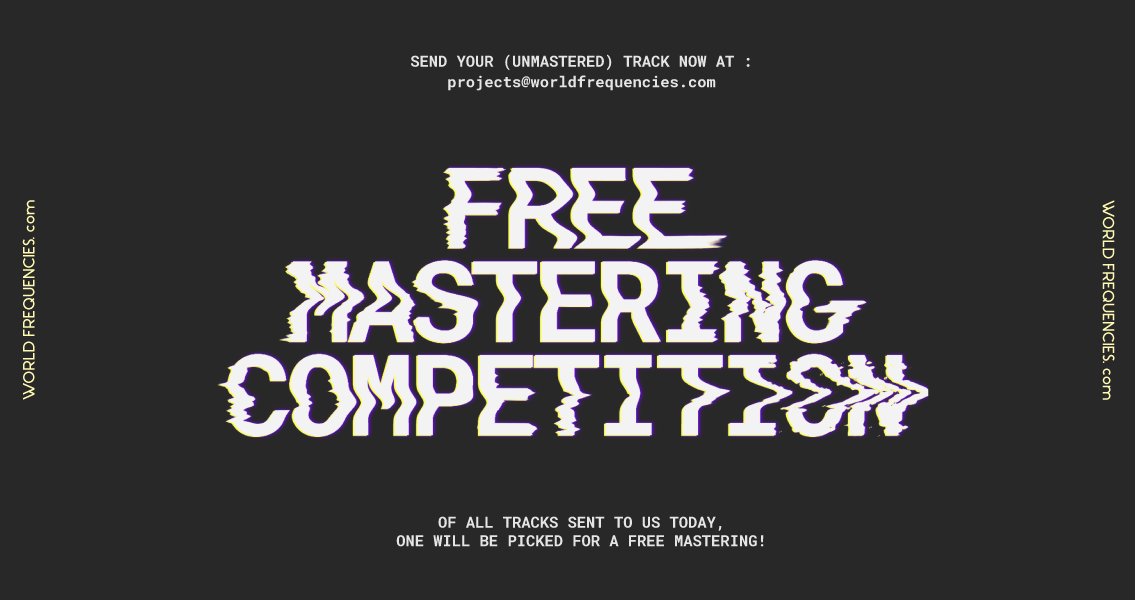 SEND YOUR (UNMASTERED) TRACK NOW AT :
projects@worldfrequencies.com
WORLD FREQUENCIES. com
FREE
MASTERING
COMPETITION
WORLD FREQUENCIES. com
OF ALL TRACKS SENT TO US TODAY,
ONE WILL BE PICKED FOR A FREE MASTERING!